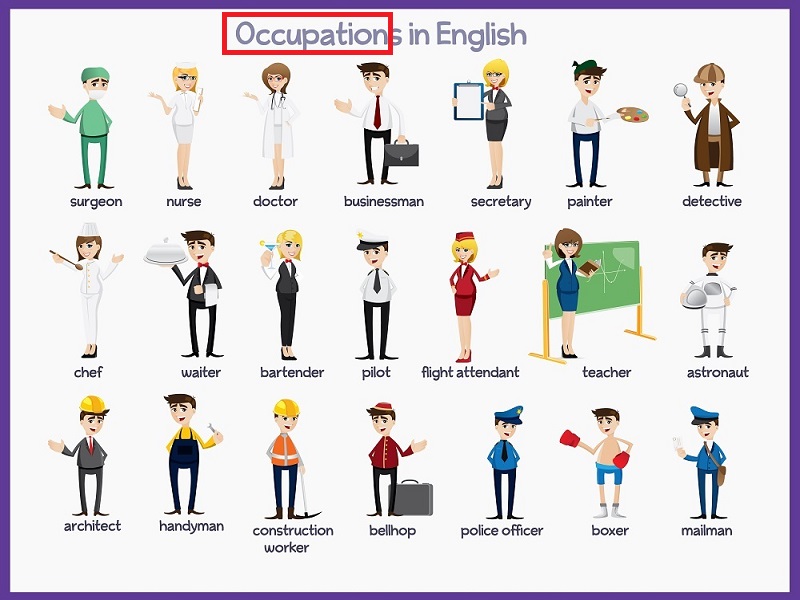 Occupations in English
surgeon nurse doctor businessman secretary painter detective
chef waiter bartender pilot flight attendant teacher astronaut
architect handyman construction worker bellhop police officer boxer mailman